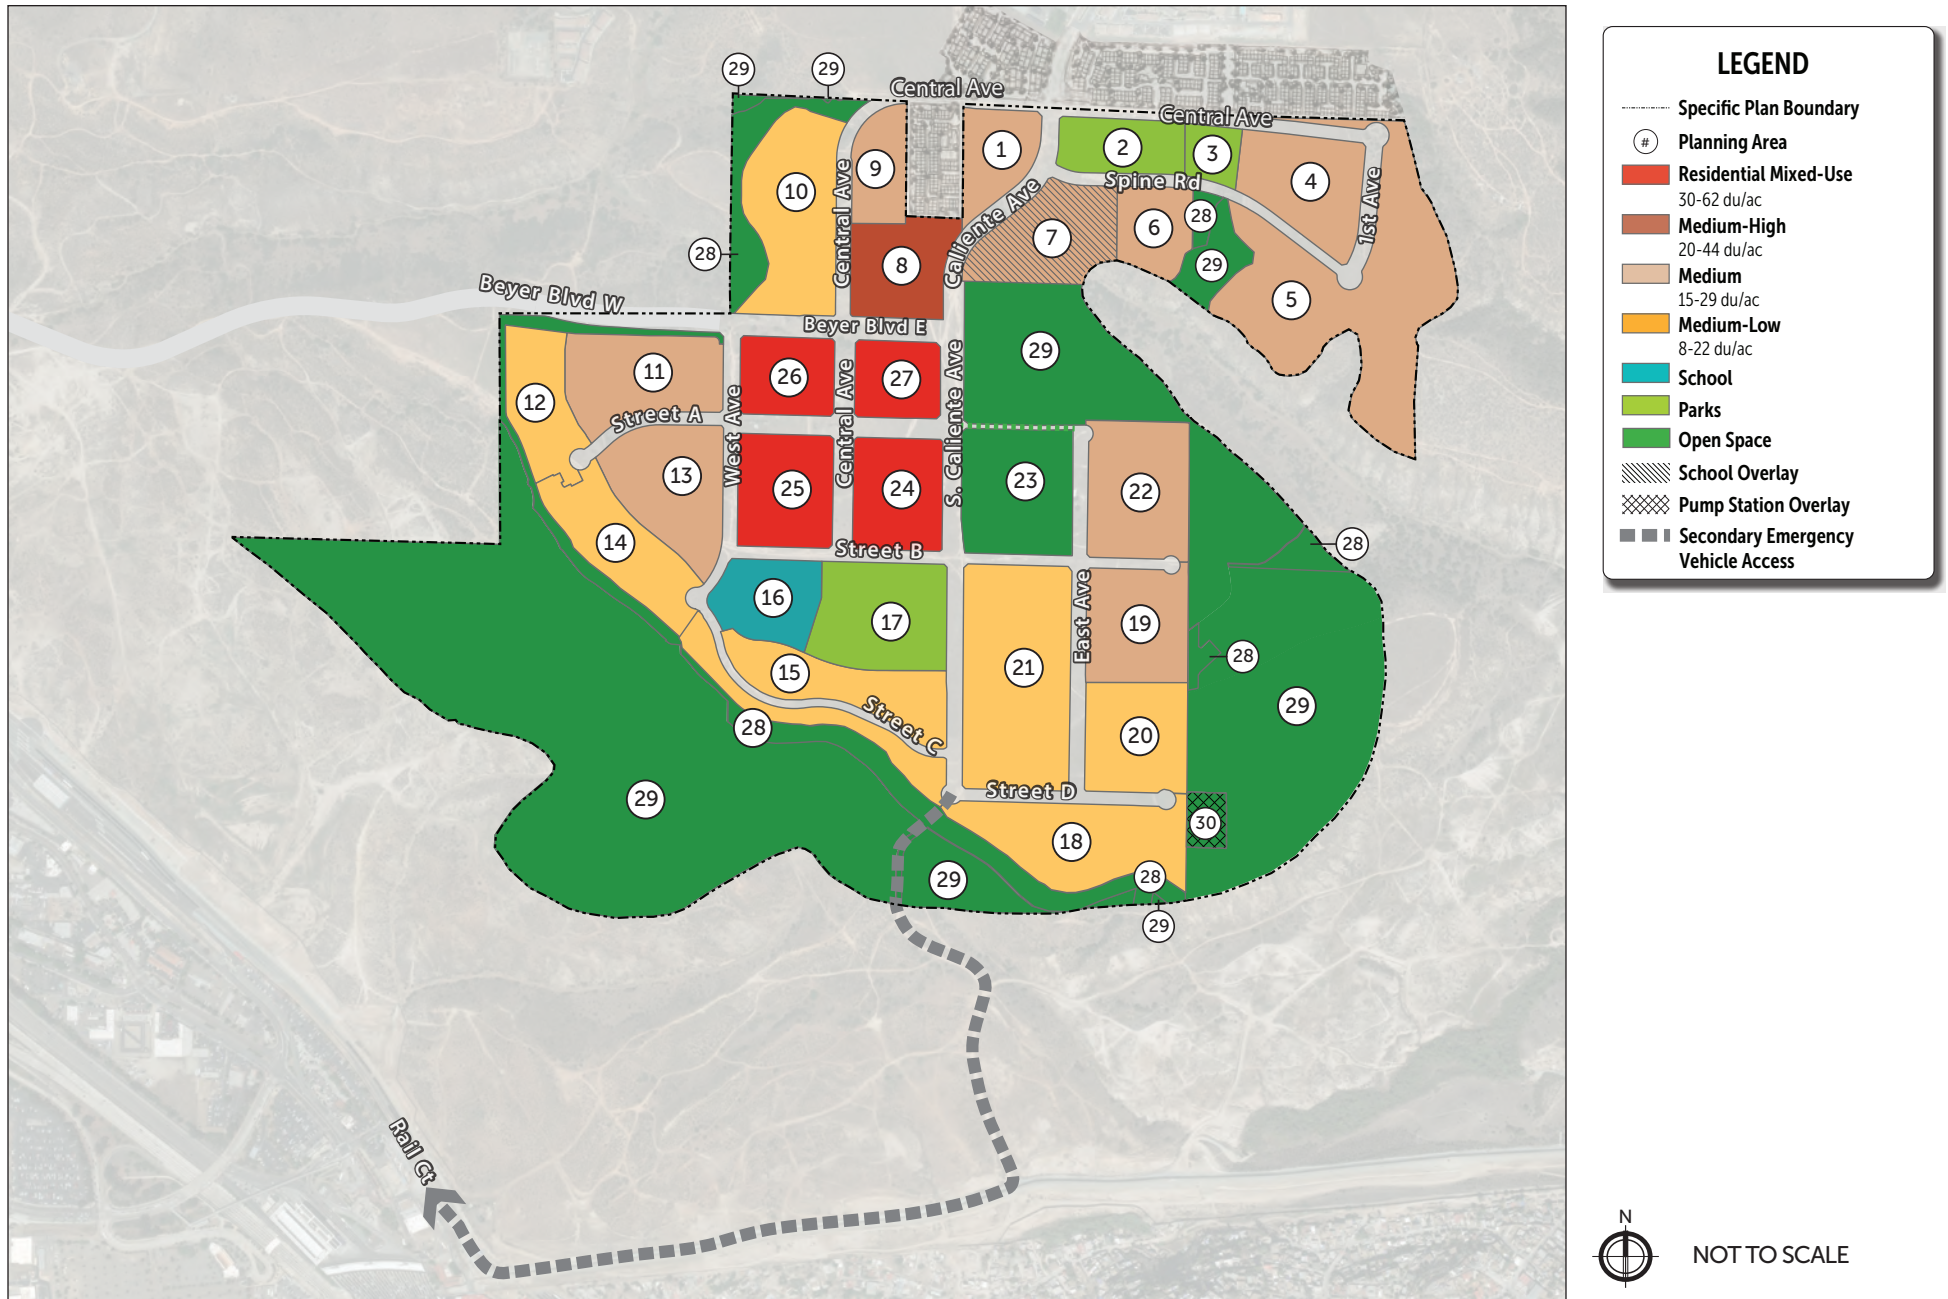 29
29
Central Ave
Central Ave
1
2
3
4
9
10
Central Ave
Spine Rd
1st Ave
28
6
7
Caliente Ave
8
28
29
5
Beyer Blvd W
Beyer Blvd E
29
26
27
11
12
Street A
West Ave
Central Ave
S. Caliente Ave
13
25
24
23
22
14
Street B
28
16
17
East Ave
19
21
28
15
Street C
28
20
29
29
Street D
30
18
29
28
29
Rail Ct
LEGEND
Specific Plan Boundary
# Planning Area
Residential Mixed-Use
30-62 du/ac
Medium-High
20-44 du/ac
Medium
15-29 du/ac
Medium-Low
8-22 du/ac
School
Parks
Open Space
School Overlay
Pump Station Overlay
Secondary Emergency
Vehicle Access
N
NOT TO SCALE